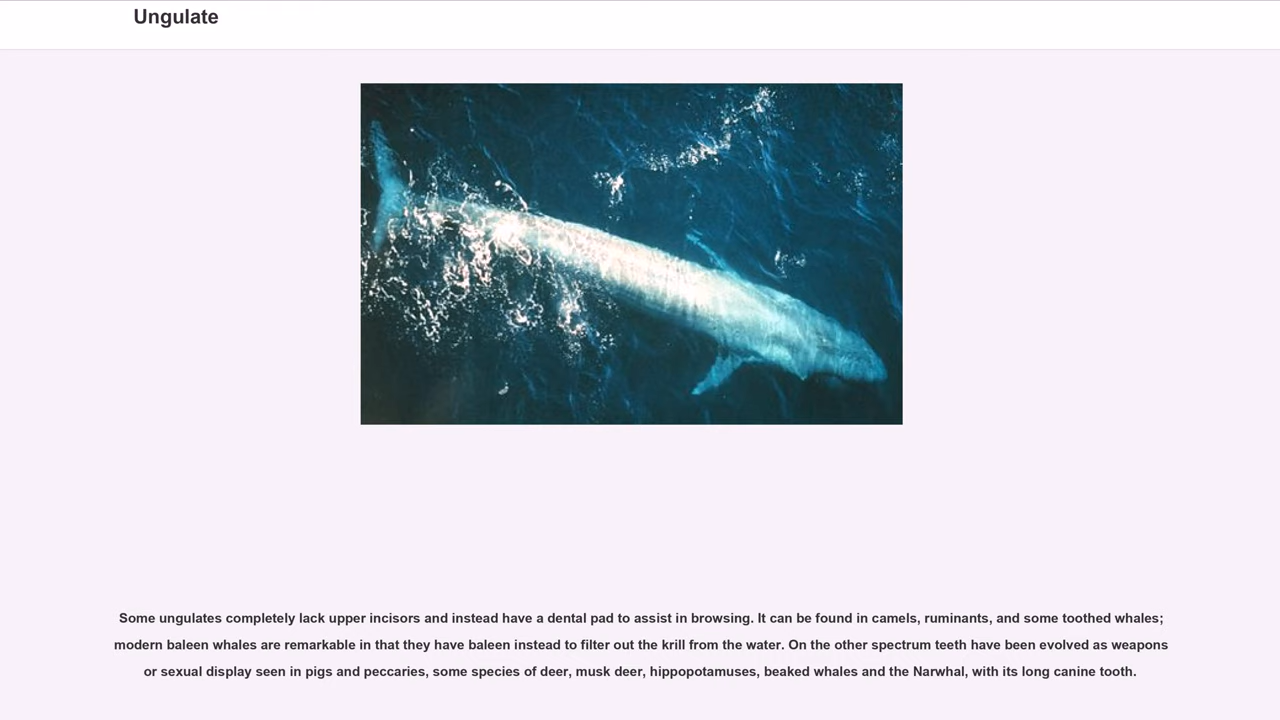 Ungulate
Some ungulates completely lack upper incisors and instead have a dental pad to assist in browsing. It can be found in camels, ruminants, and some toothed whales;
modern baleen whales are remarkable in that they have baleen instead to filter out the krill from the water. On the other spectrum teeth have been evolved as weapons
or sexual display seen in pigs and peccaries, some species of deer, musk deer, hippopotamuses, beaked whales and the Narwhal, with its long canine tooth.